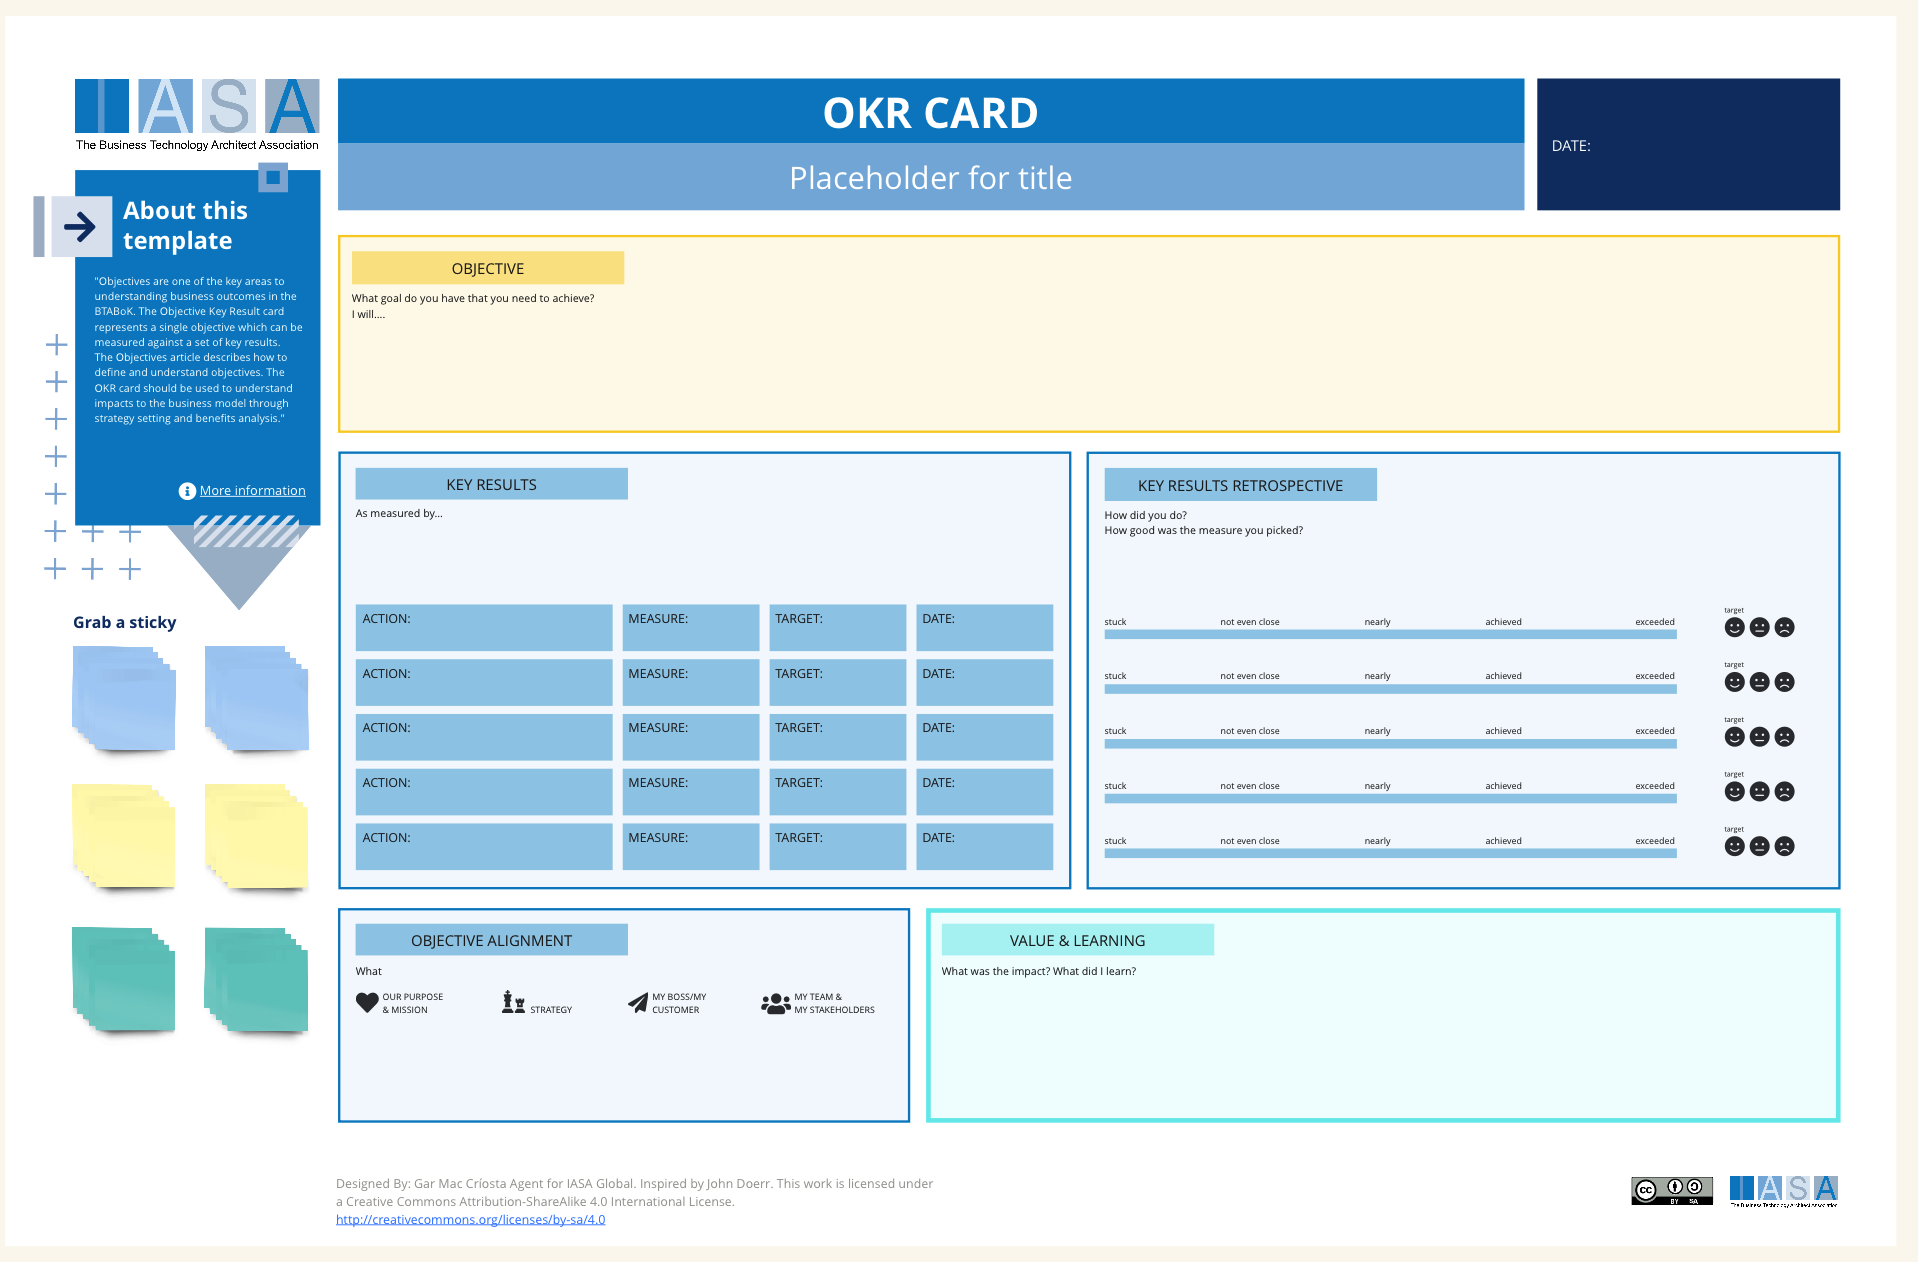 IASA
The Business Technology Architect Association
OKR CARD
Placeholder for title
DATE:
About this
template
"Objectives are one of the key areas to
understanding business outcomes in the
BTABoK. The Objective Key Result card
represents a single objective which can be
measured against a set of key results.
The Objectives article describes how to
define and understand objectives. The
OKR card should be used to understand
impacts to the business model through
strategy setting and benefits analysis."
More information
Grab a sticky
OBJECTIVE
What goal do you have that you need to achieve?
I will....
KEY RESULTS
As measured by...
ACTION: MEASURE: TARGET: DATE:
ACTION: MEASURE: TARGET: DATE:
ACTION: MEASURE: TARGET: DATE:
ACTION: MEASURE: TARGET: DATE:
ACTION: MEASURE: TARGET: DATE:
KEY RESULTS RETROSPECTIVE
How did you do?
How good was the measure you picked?
target
stuck not even close nearly achieved exceeded
target
stuck not even close nearly achieved exceeded
target
stuck not even close nearly achieved exceeded
target
stuck not even close nearly achieved exceeded
target
stuck not even close nearly achieved exceeded
OBJECTIVE ALIGNMENT
What
OUR PURPOSE
& MISSION
STRATEGY
MY BOSS/MY
CUSTOMER
MY TEAM &
MY STAKEHOLDERS
VALUE & LEARNING
What was the impact? What did I learn?
Designed By: Gar Mac Críosta Agent for IASA Global. Inspired by John Doerr. This work is licensed under
a Creative Commons Attribution-ShareAlike 4.0 International License.
http://creativecommons.org/licenses/by-sa/4.0
cc
BY SA
IASA
The Business Technology Architect Association